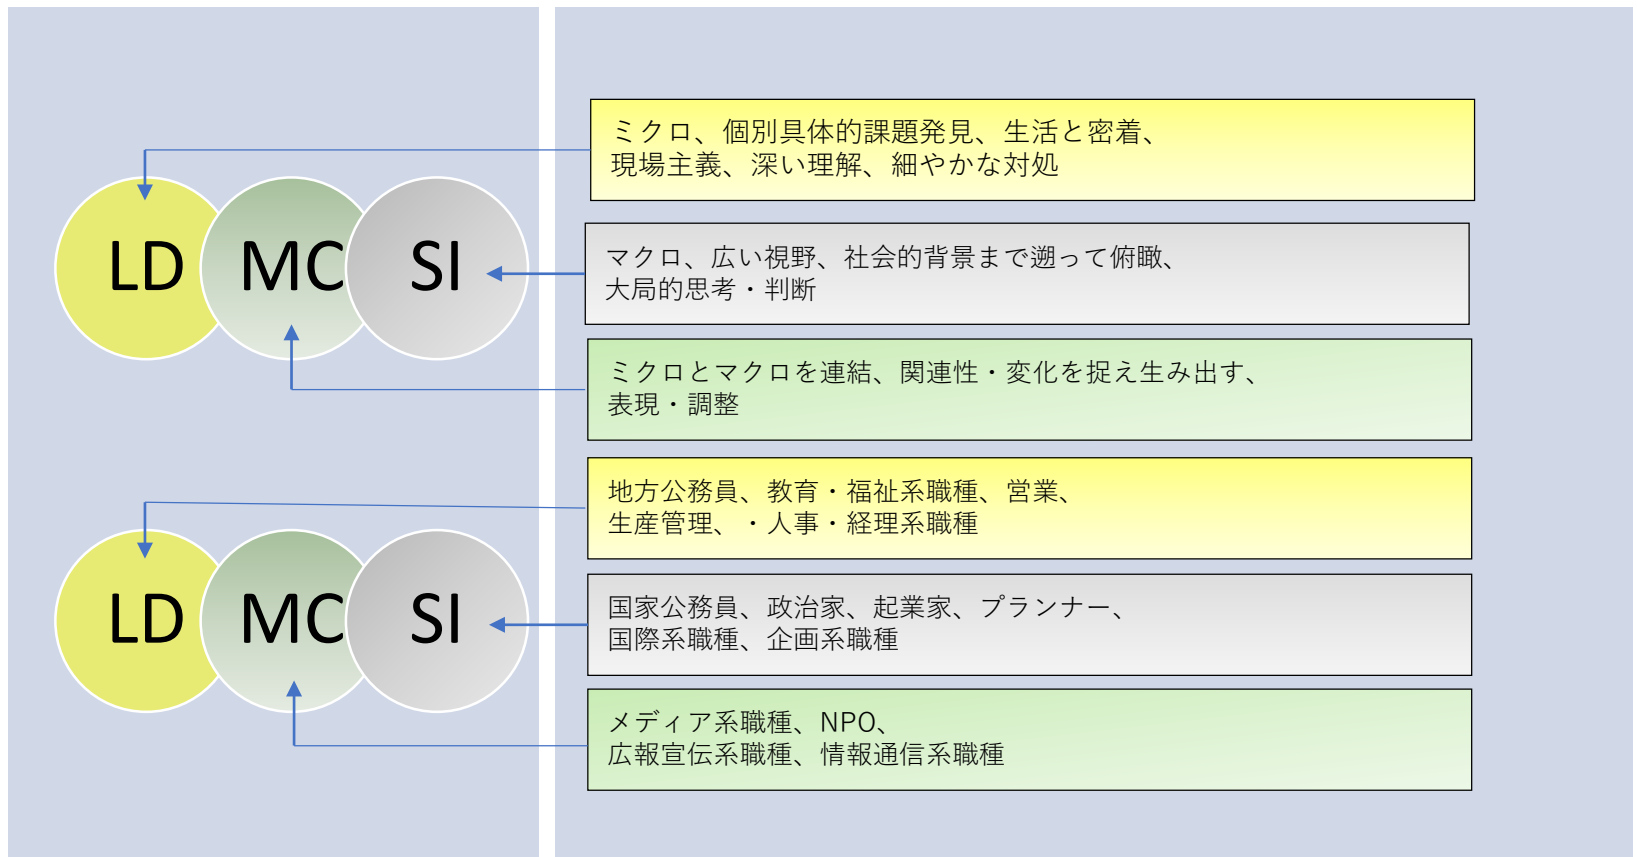 ミクロ、個別具体的課題発見、生活と密着、
現場主義、深い理解、細やかな対処
LD
MC
SI
マクロ、広い視野、社会的背景まで遡って俯瞰、
大局的思考・判断
ミクロとマクロを連結、関連性・変化を捉え生み出す、
表現・調整
地方公務員、教育・福祉系職種、営業、
生産管理、・人事・経理系職種
LD
MC
SI
国家公務員、政治家、起業家、プランナー、
国際系職種、企画系職種
メディア系職種、NPO、
広報宣伝系職種、情報通信系職種